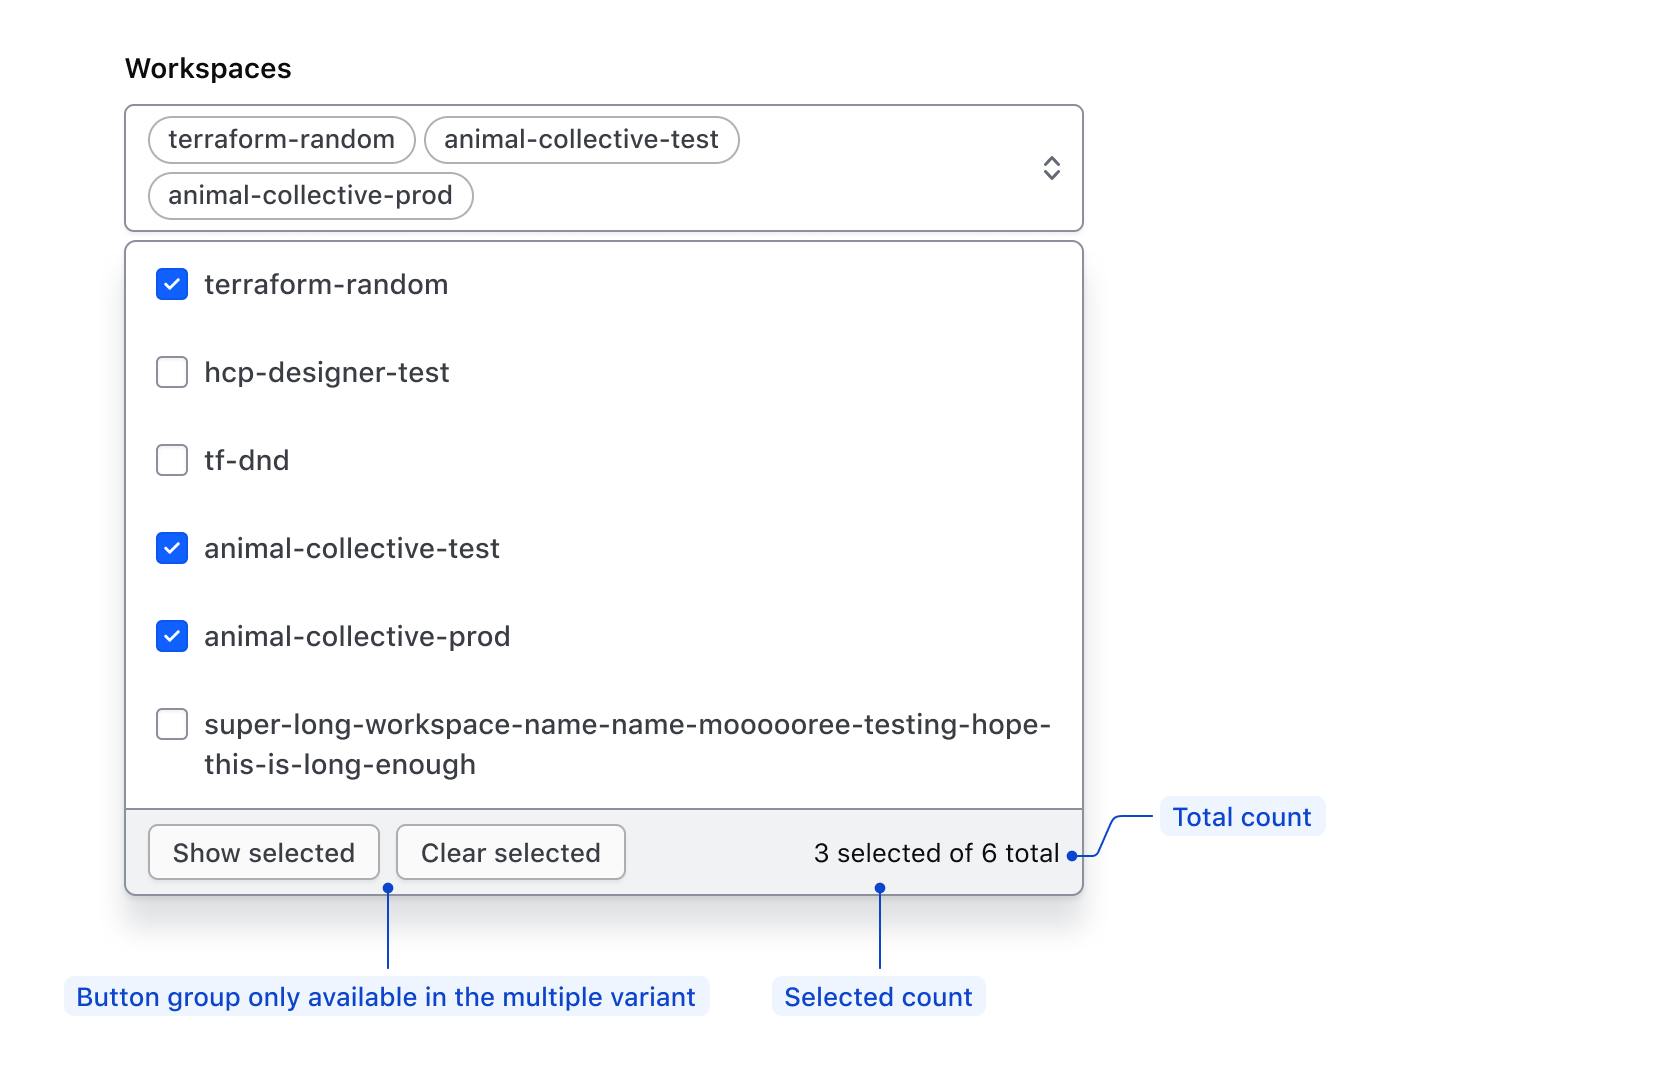 Workspaces
terraform-random animal-collective-test
animal-collective-prod
terraform-random
hcp-designer-test
tf-dnd
animal-collective-test
animal-collective-prod
super-long-workspace-name-name-moooooree-testing-hope-
this-is-long-enough
Show selected Clear selected 3 selected of 6 total
Total count
Button group only available in the multiple variant
Selected count